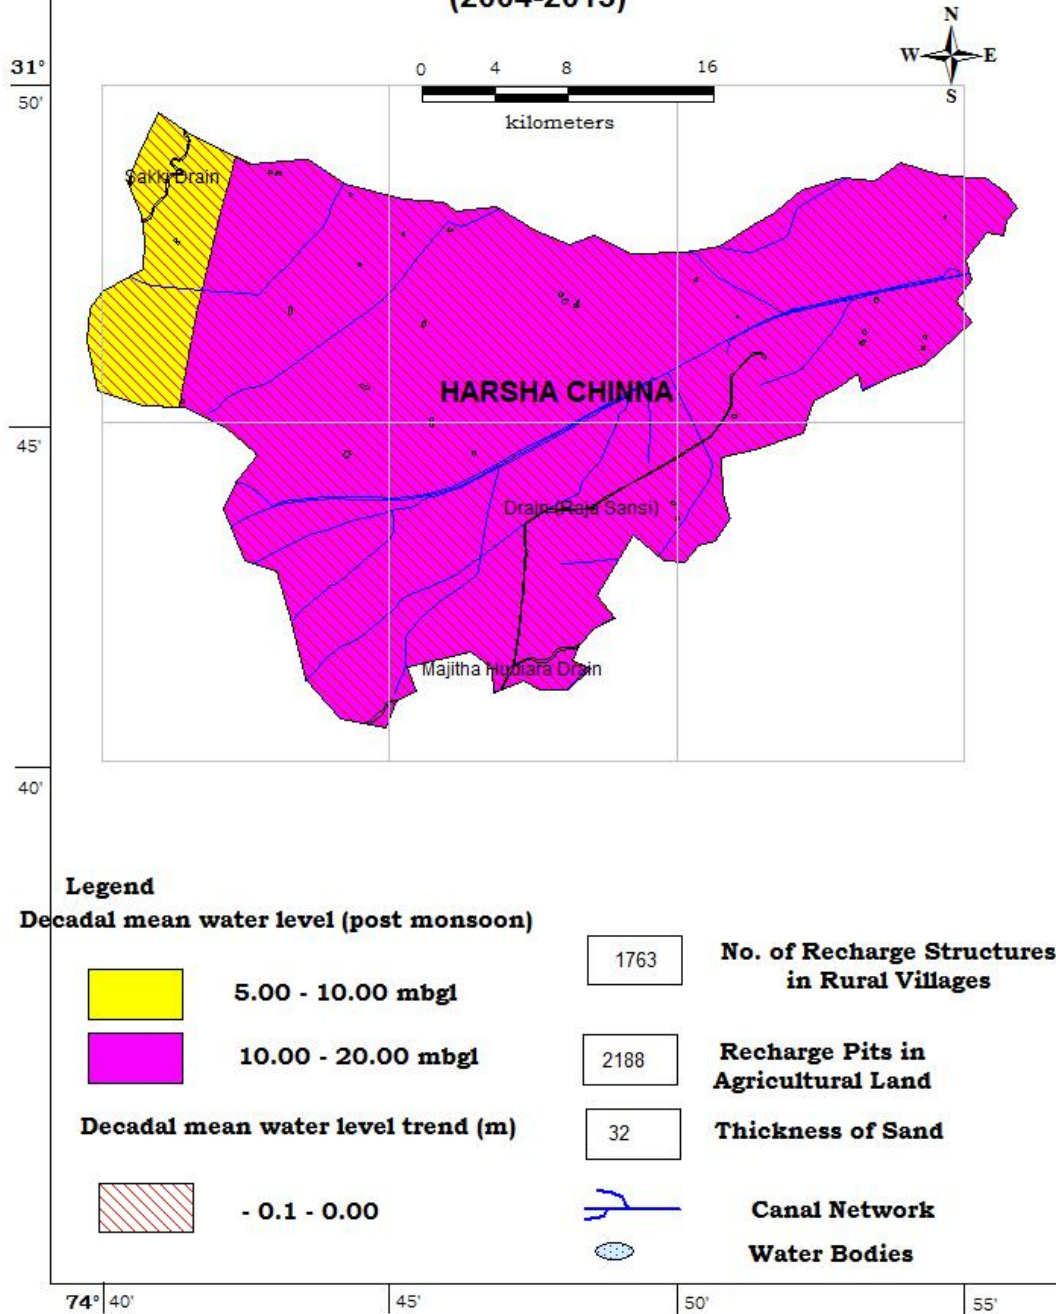 (2004-2015)
N
W E
S
31°
50'
0 4 8 16
kilometers
Sakki Drain
HARSHA CHINNA
45'
Drain (Raja Sansi)
Majitha Hudiara Drain
40'
Legend
Decadal mean water level (post monsoon)
5.00 - 10.00 mbgl
10.00 - 20.00 mbgl
Decadal mean water level trend (m)
- 0.1 - 0.00
1763 No. of Recharge Structures
in Rural Villages
2188 Recharge Pits in
Agricultural Land
32 Thickness of Sand
Canal Network
Water Bodies
74° 40' 45' 50' 55'